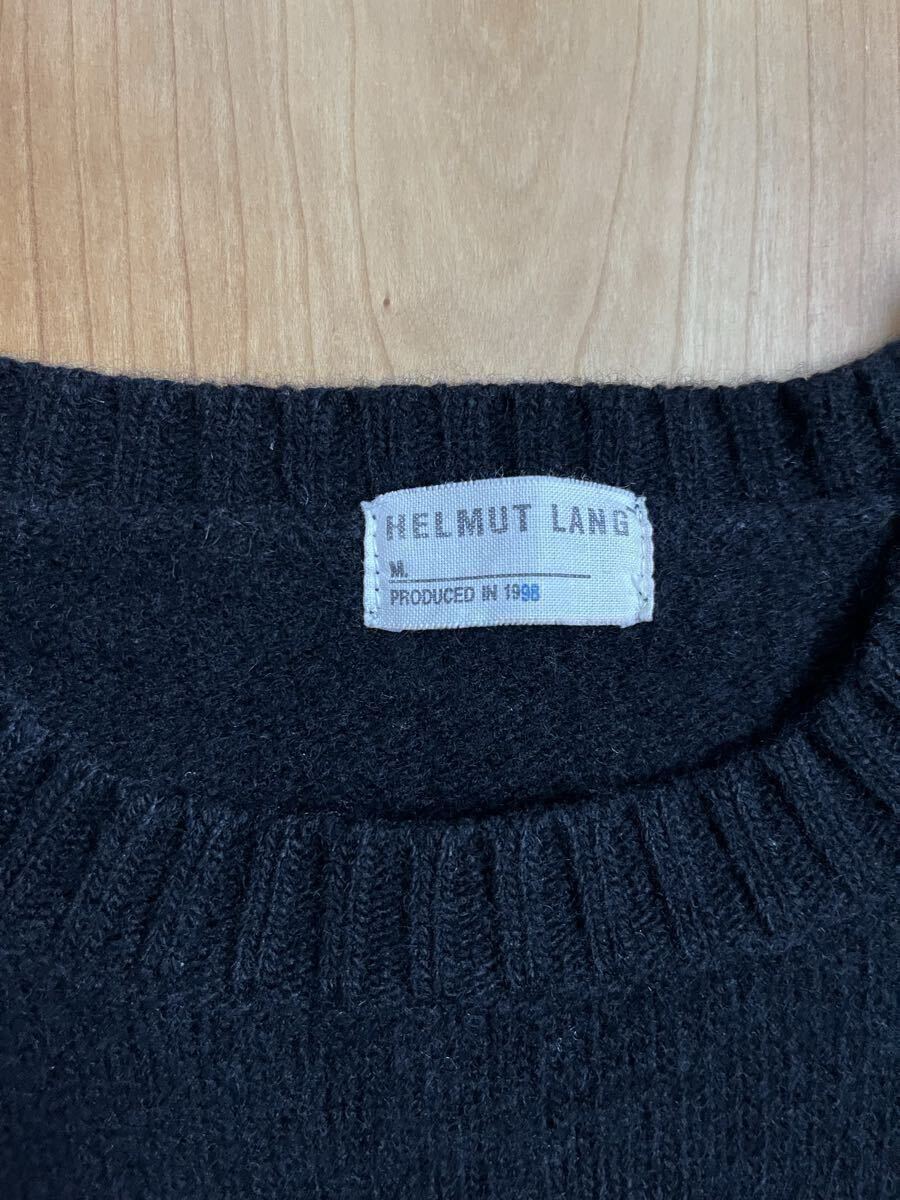 HELMUT LANG
M.
PRODUCED IN 1998